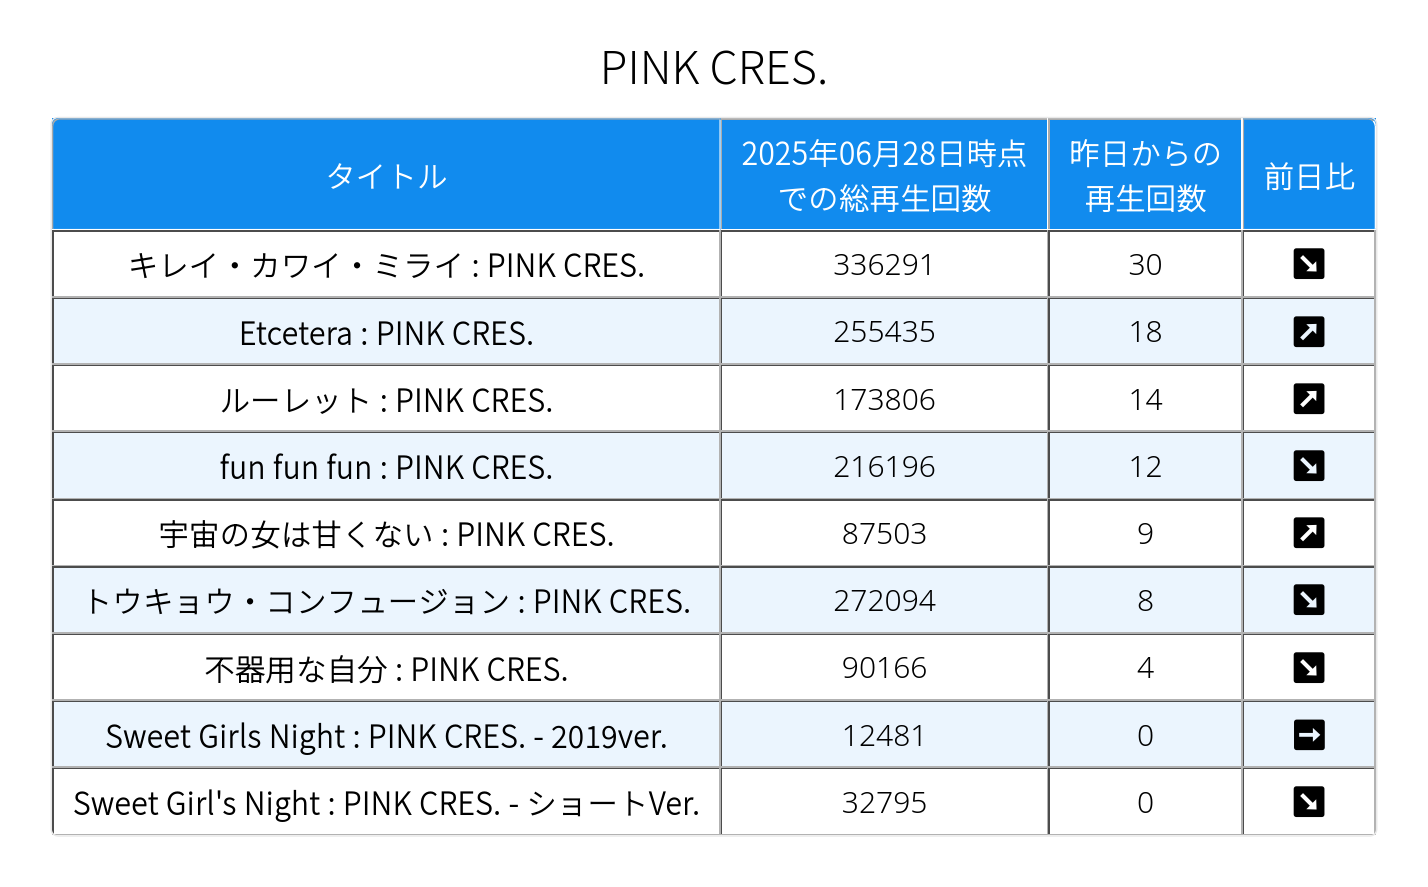 PINK CRES.
タイトル 2025年06月28日時点での総再生回数 昨日からの再生回数 前日比
キレイ・カワイ・ミライ : PINK CRES. 336291 30 ↘
Etcetera : PINK CRES. 255435 18 ↗
ルーレット : PINK CRES. 173806 14 ↗
fun fun fun : PINK CRES. 216196 12 ↘
宇宙の女は甘くない : PINK CRES. 87503 9 ↗
トウキョウ・コンフュージョン : PINK CRES. 272094 8 ↘
不器用な自分 : PINK CRES. 90166 4 ↘
Sweet Girls Night : PINK CRES. - 2019ver. 12481 0 →
Sweet Girl's Night : PINK CRES. - ショートVer. 32795 0 ↘